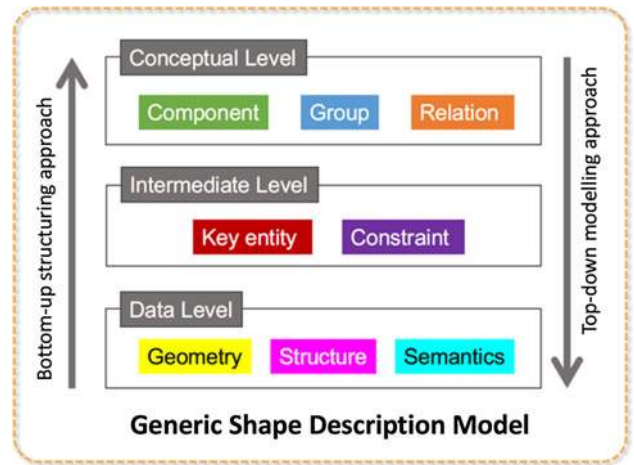 Conceptual Level
Component Group Relation
Intermediate Level
Key entity Constraint
Data Level
Geometry Structure Semantics
Bottom-up structuring approach
Top-down modelling approach
Generic Shape Description Model